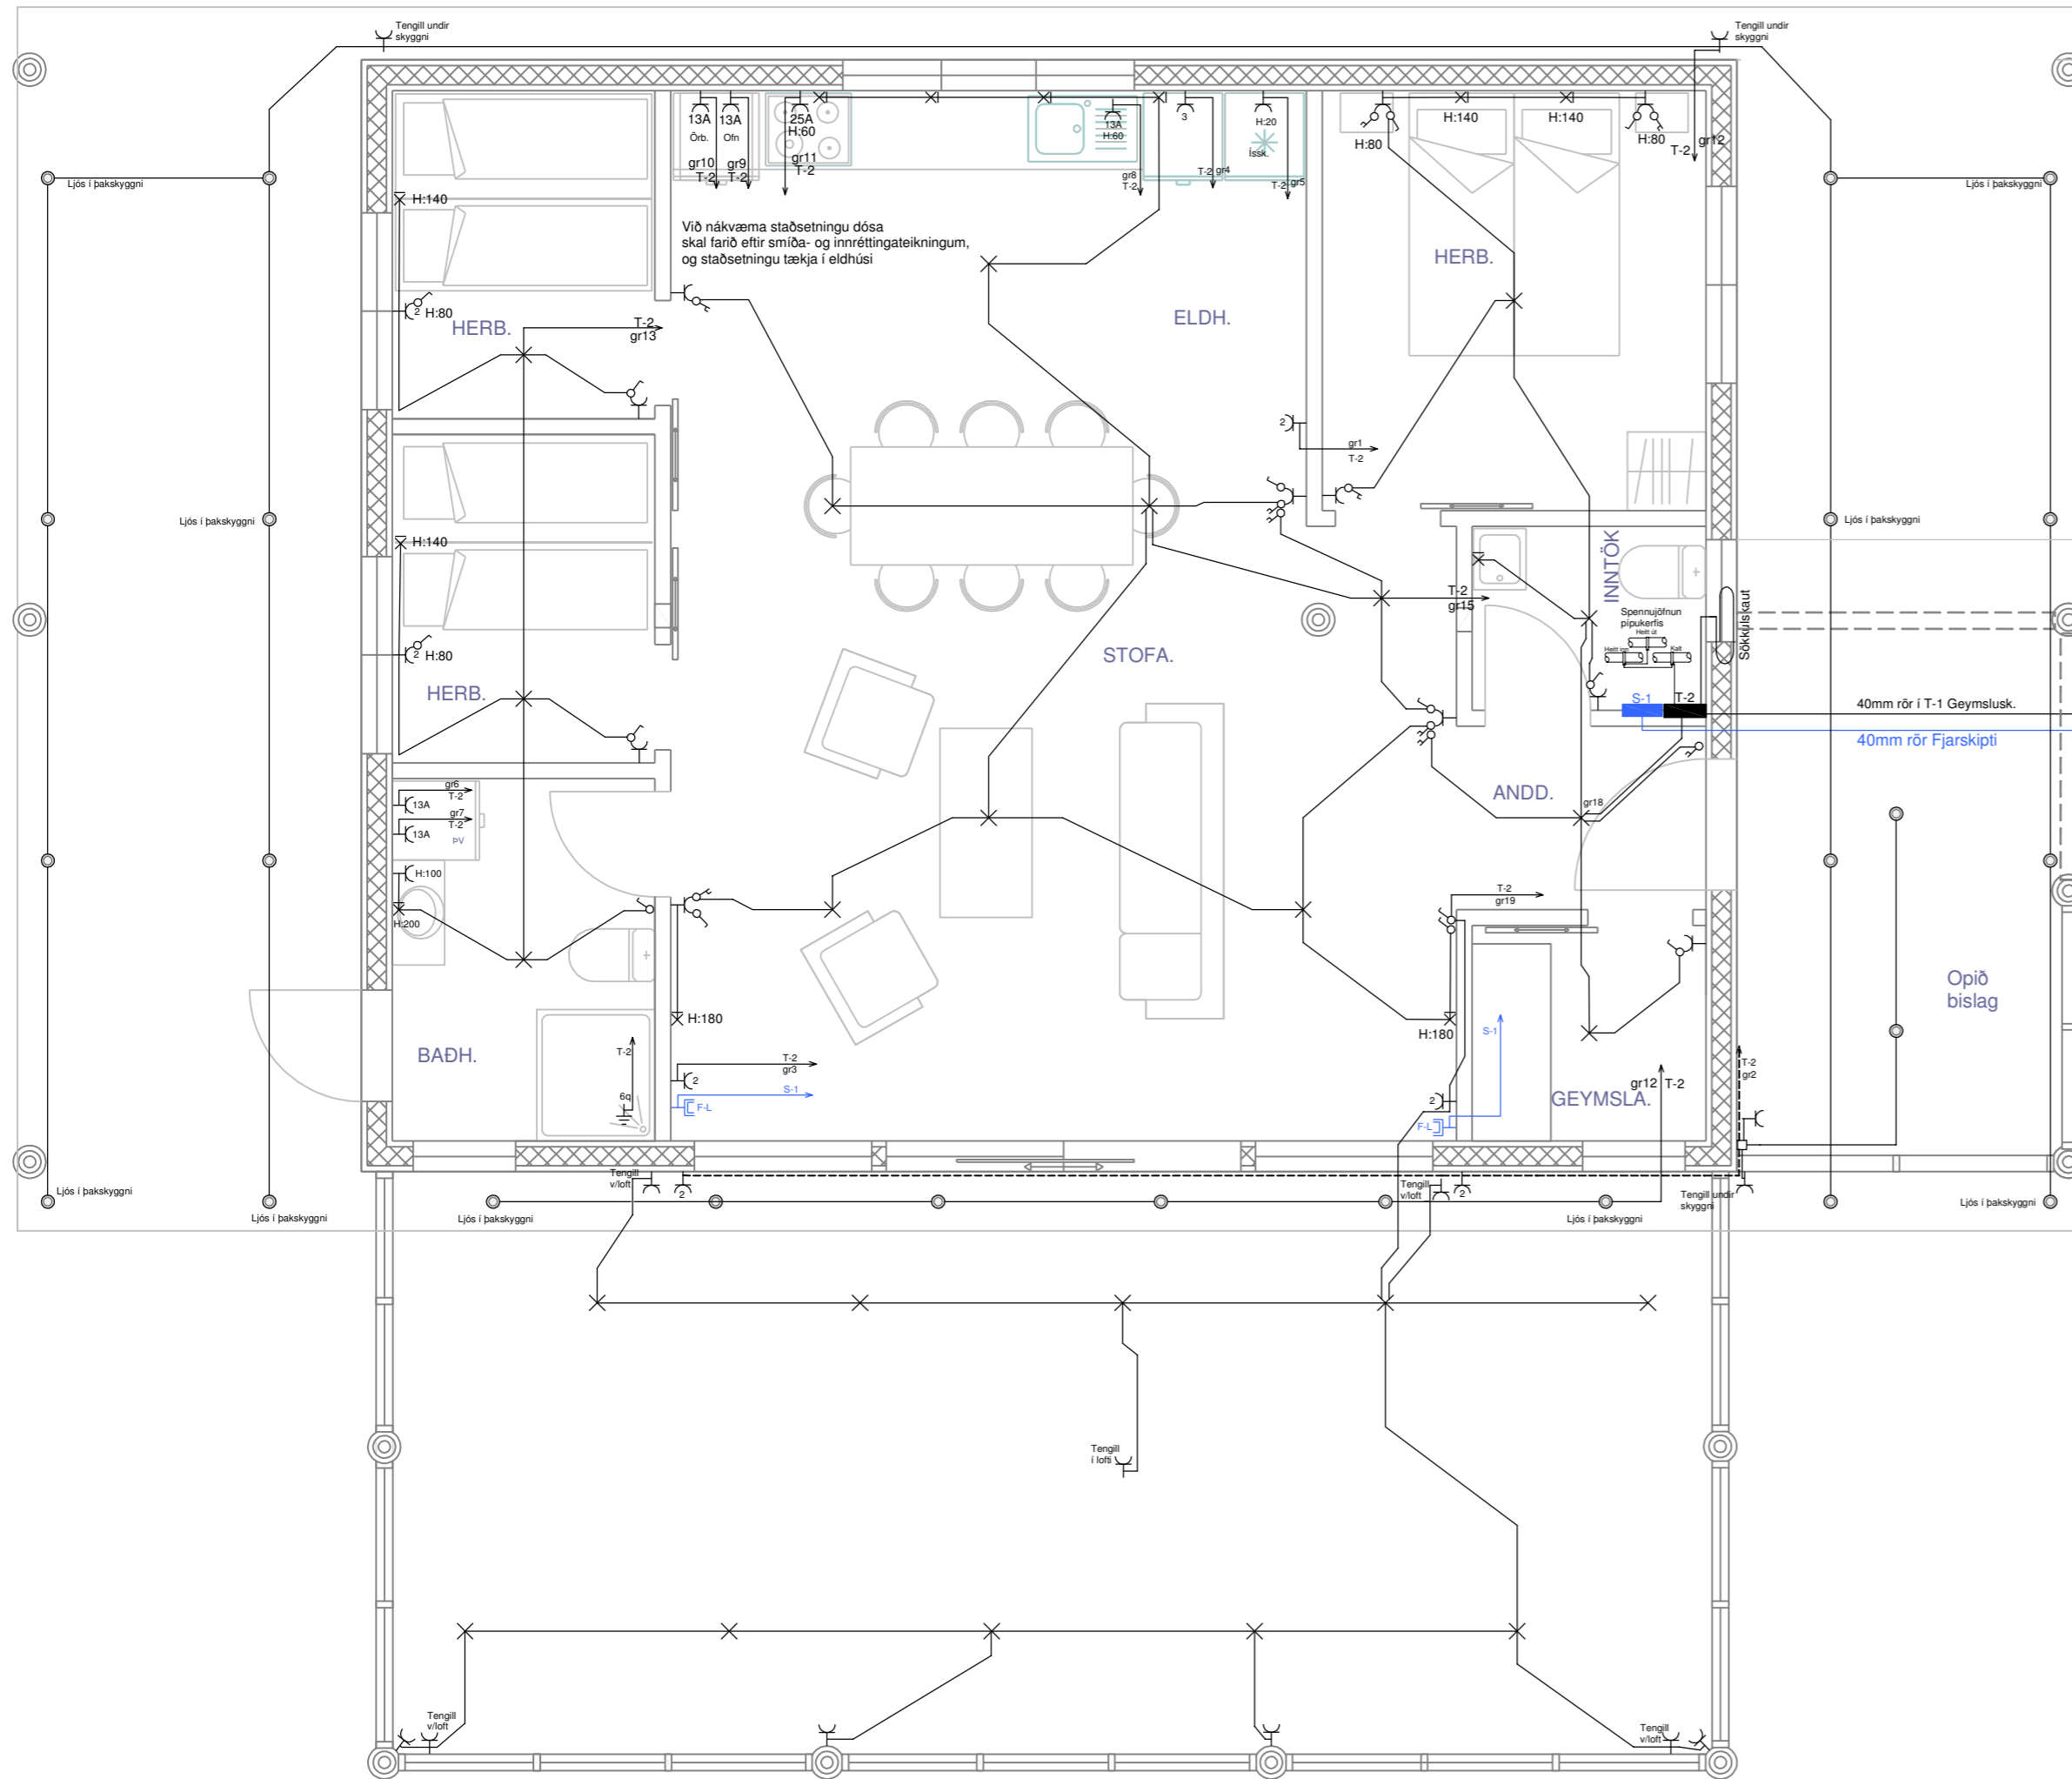 Tengill undir
skyggni
Tengill undir
skyggni
Ljós í þakskyggni
Ljós í þakskyggni
13A
13A
25A
H:60
Örb.
Ofn
gr10
gr9
gr11
T-2
T-2
T-2
13A
H:60
3
H:20
Íssk.
gr8
T-2
T-2
gr4
T-2
gr5
H:140
H:140
H:80
H:80
T-2
gr12
H:140
Við nákvæma staðsetningu dósa
skal farið eftir smíða- og innréttingateikningum,
og staðsetningu tækja í eldhúsi
HERB.
2
H:80
HERB.
T-2
gr13
ELDH.
2
gr1
T-2
Ljós í þakskyggni
Ljós í þakskyggni
H:140
INNTÖK
T-2
gr15
Spennujöfnun
pípukerfis
Heitt út
Heitt inn
Kalt
Sökkulskaut
2
H:80
STOFA.
HERB.
S-1
T-2
40mm rör í T-1 Geymslusk.
40mm rör Fjarskipti
gr6
T-2
13A
gr7
T-2
13A
ÞV
ANDD.
gr18
H:100
H:200
T-2
gr19
Opið
bislag
H:180
H:180
S-1
BAÐH.
T-2
6q
T-2
gr3
2
S-1
F-L
2
F-L
gr12
T-2
GEYMSLA.
T-2
gr2
Tengill
v/loft
2
Tengill
v/loft
2
Tengill undir
skyggni
Ljós í þakskyggni
Ljós í þakskyggni
Ljós í þakskyggni
Ljós í þakskyggni
Ljós í þakskyggni
Tengill
í lofti
Tengill
v/loft
Tengill
v/loft